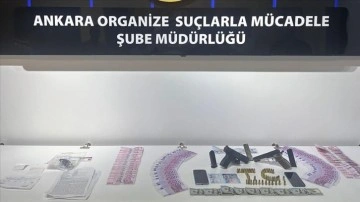 ANKARA ORGANİZE SUÇLARLA MÜCADELE
ŞUBE MÜDÜRLÜĞÜ